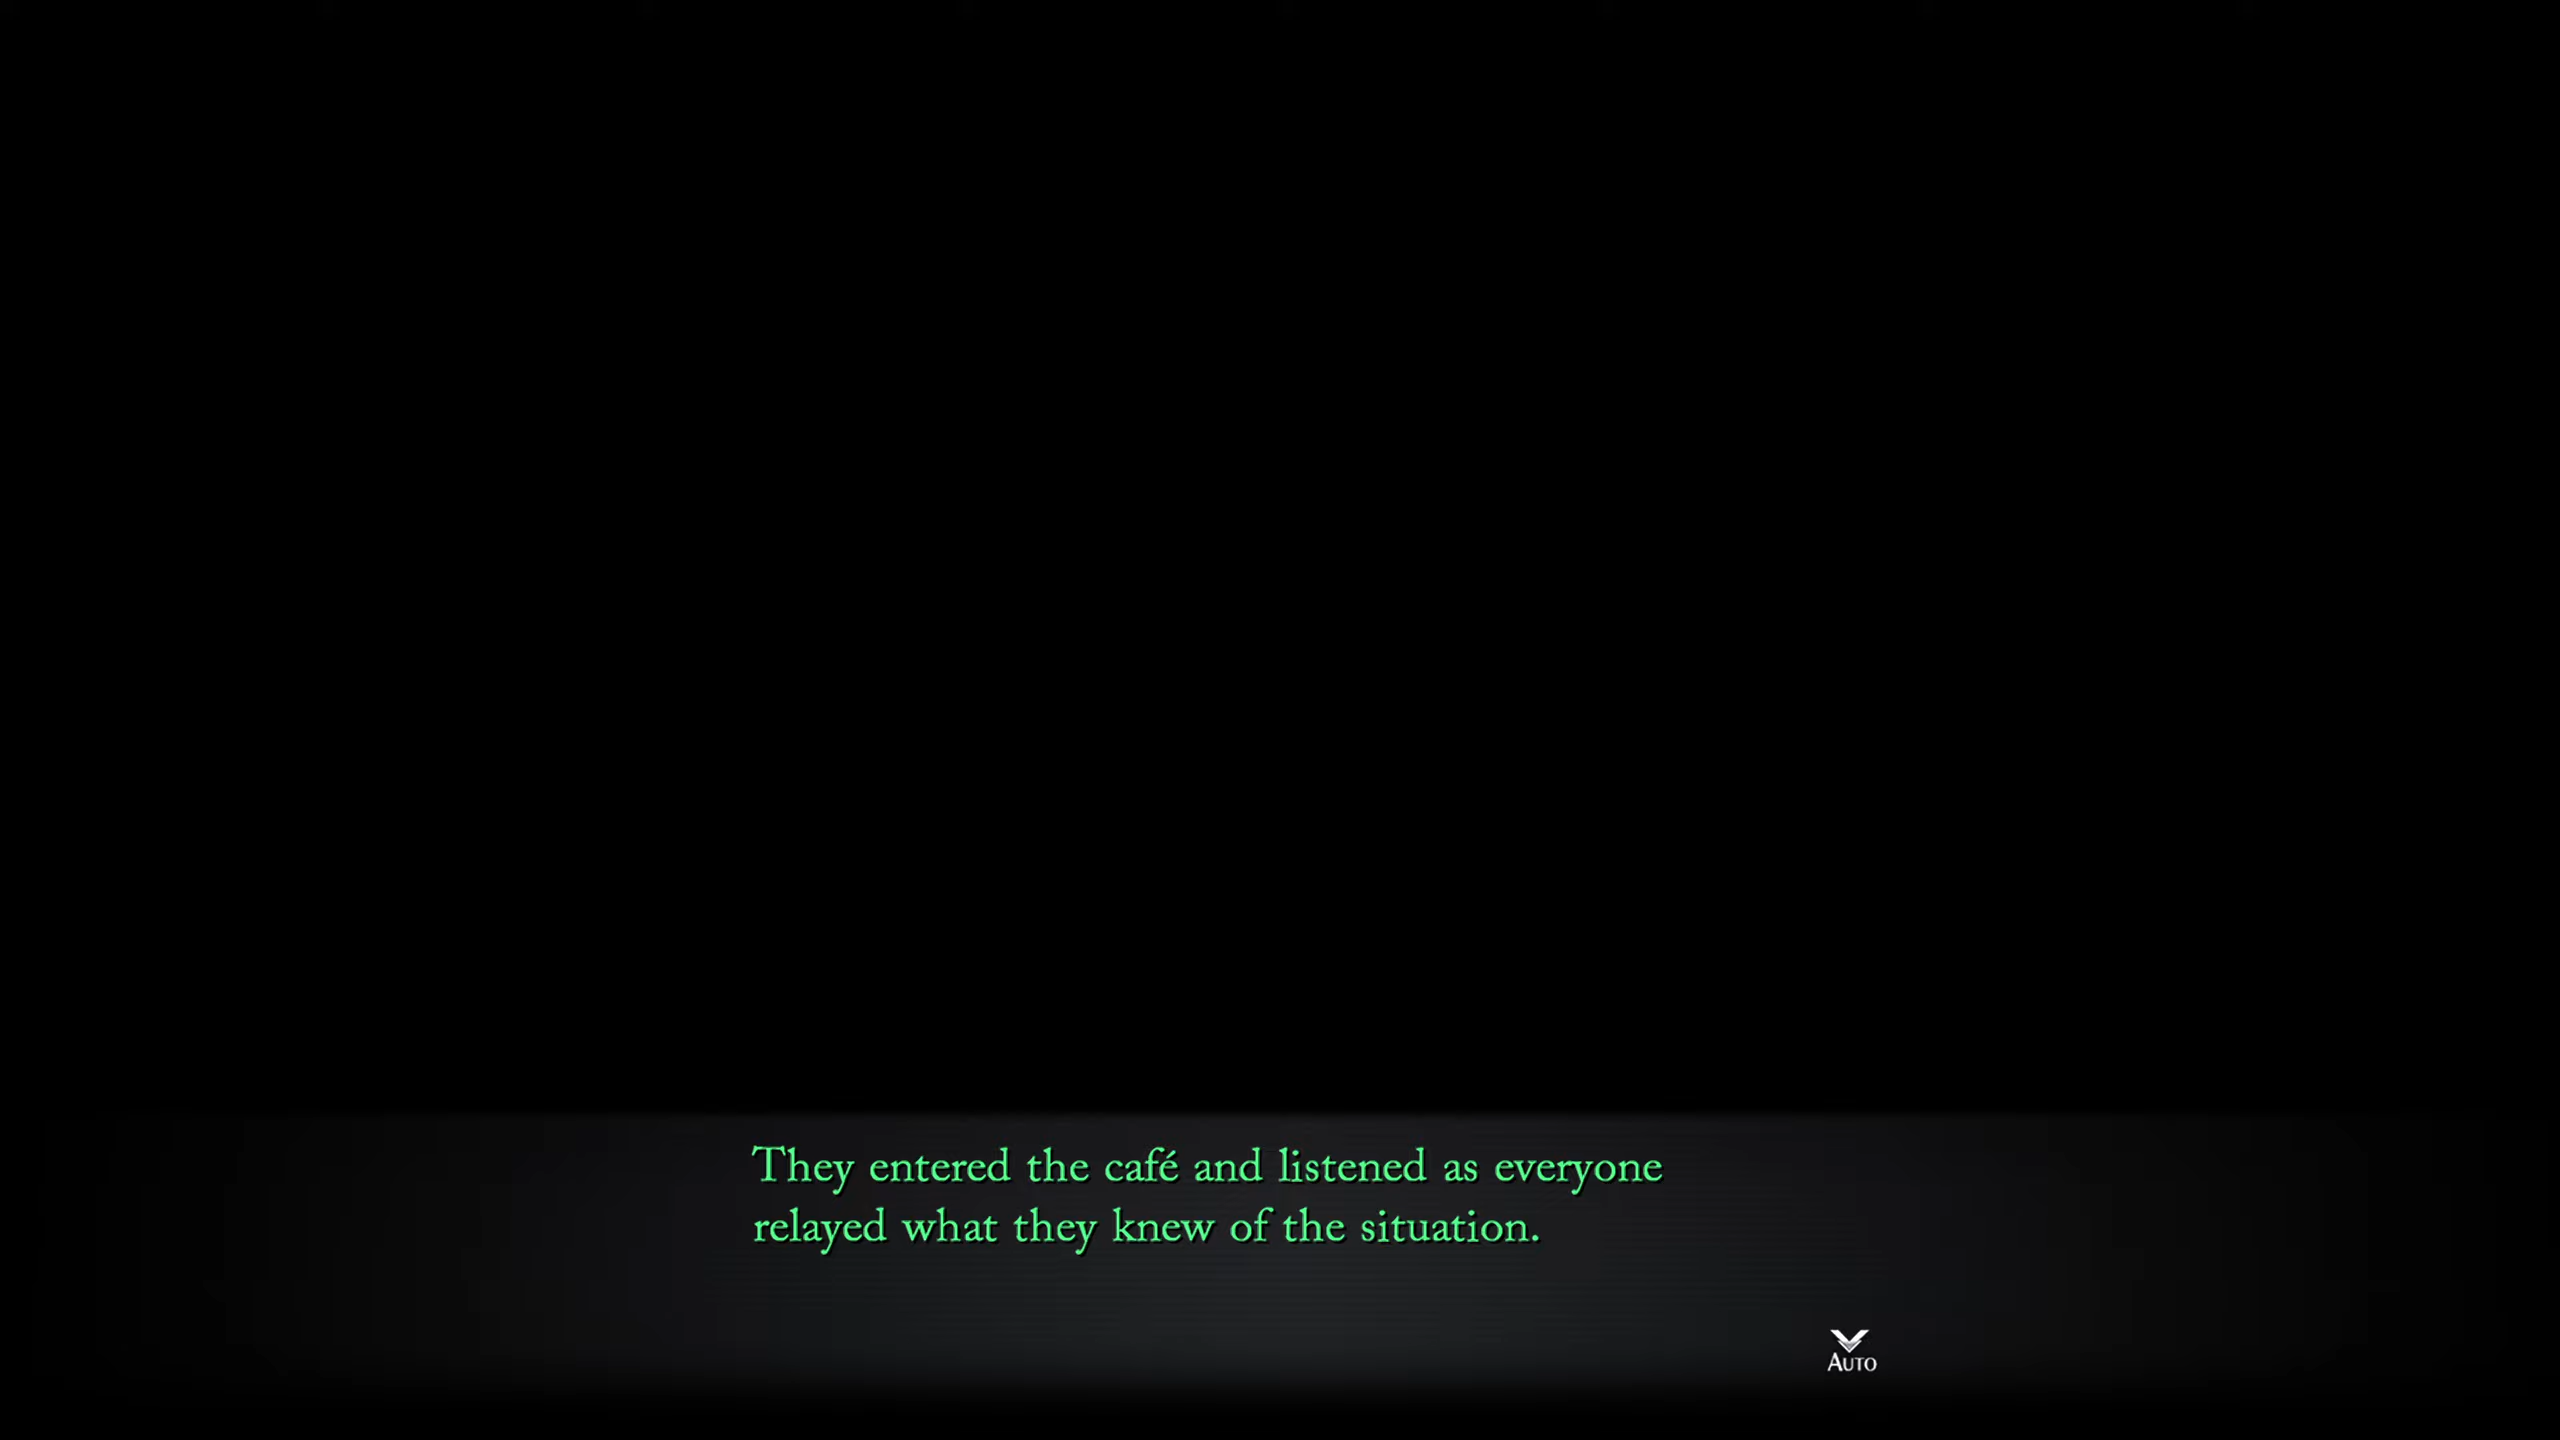 They entered the café and listened as everyone
relayed what they knew of the situation.
AUTO